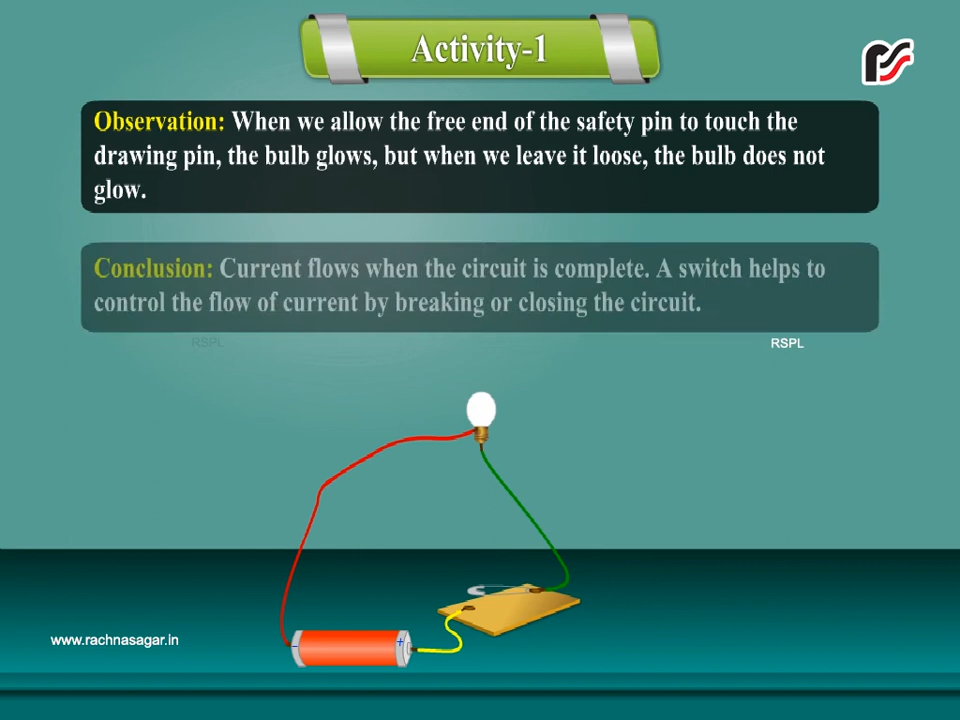 Activity-1
Observation: When we allow the free end of the safety pin to touch the
drawing pin, the bulb glows, but when we leave it loose, the bulb does not
glow.
Conclusion: Current flows when the circuit is complete. A switch helps to
control the flow of current by breaking or closing the circuit.
RSPL RSPL
- +
www.rachnasagar.in